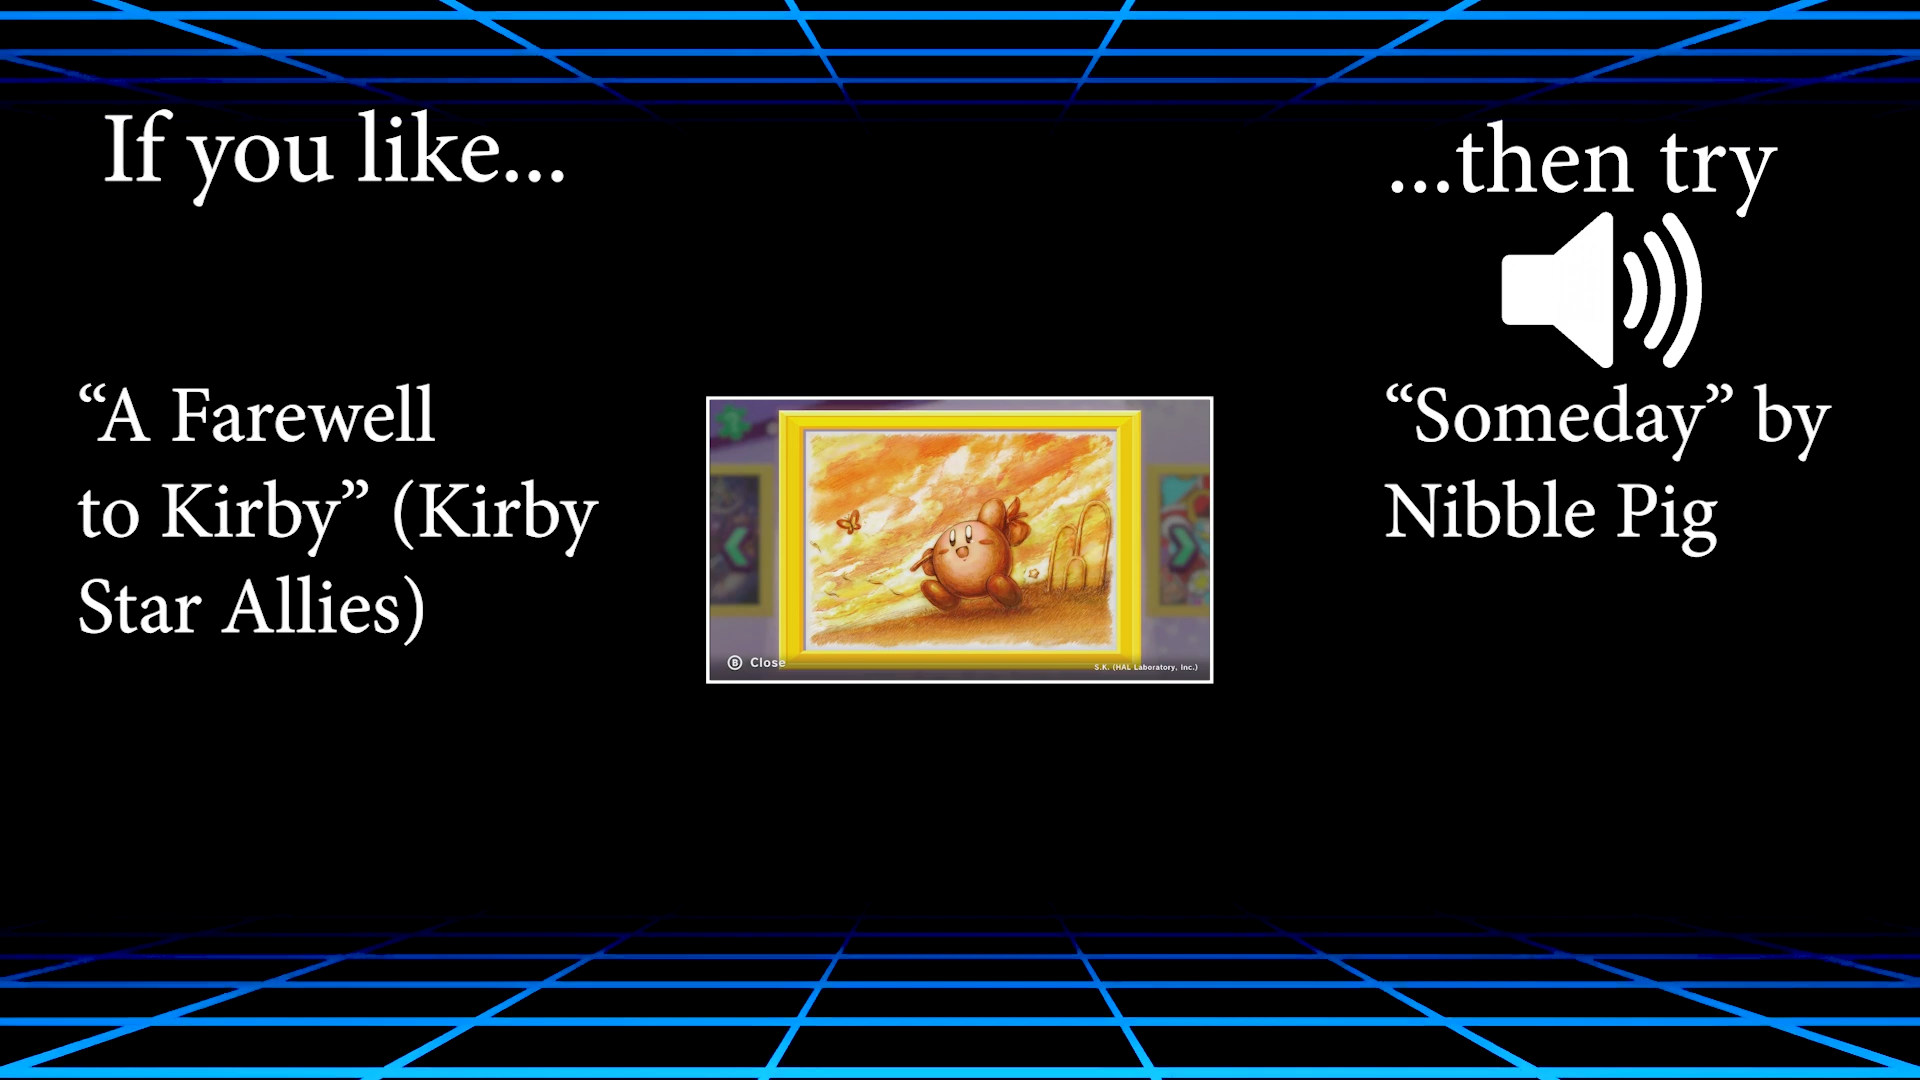 If you like...
...then try
“A Farewell
to Kirby” (Kirby
Star Allies)
“Someday” by
Nibble Pig
B Close
S.K. (HAL Laboratory, Inc.)